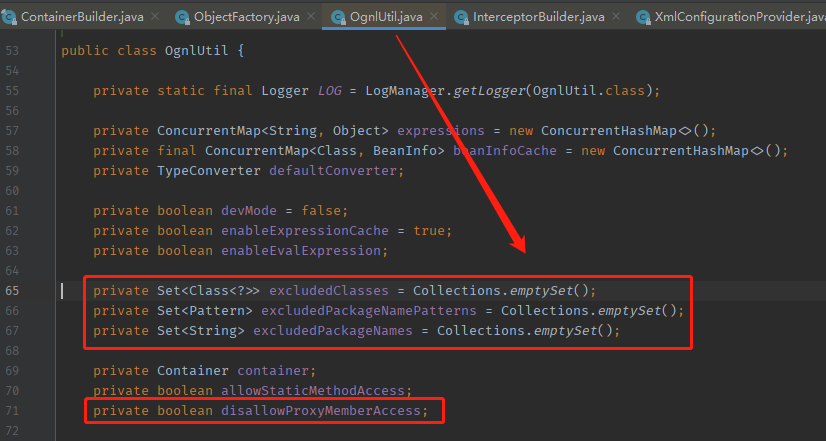 ContainerBuilder.java × ObjectFactory.java × OgnlUtil.java × InterceptorBuilder.java × XmlConfigurationProvider.java
53 public class OgnlUtil {
54
55 private static final Logger LOG = LogManager.getLogger(OgnlUtil.class);
56
57 private ConcurrentMap<String, Object> expressions = new ConcurrentHashMap<>();
58 private final ConcurrentMap<Class, BeanInfo> beanInfoCache = new ConcurrentHashMap<>();
59 private TypeConverter defaultConverter;
60
61 private boolean devMode = false;
62 private boolean enableExpressionCache = true;
63 private boolean enableEvalExpression;
64
65 private Set<Class<?>> excludedClasses = Collections.emptySet();
66 private Set<Pattern> excludedPackageNamePatterns = Collections.emptySet();
67 private Set<String> excludedPackageNames = Collections.emptySet();
68
69 private Container container;
70 private boolean allowStaticMethodAccess;
71 private boolean disallowProxyMemberAccess;
72